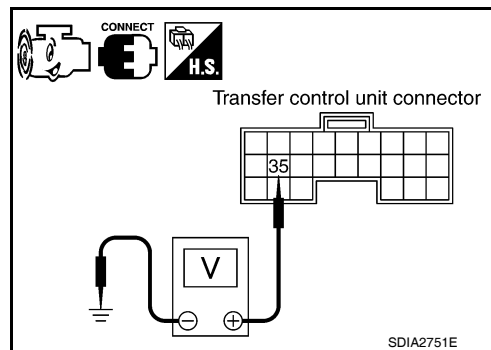 CONNECT
H.S.
Transfer control unit connector
35
V
− +
SDIA2751E